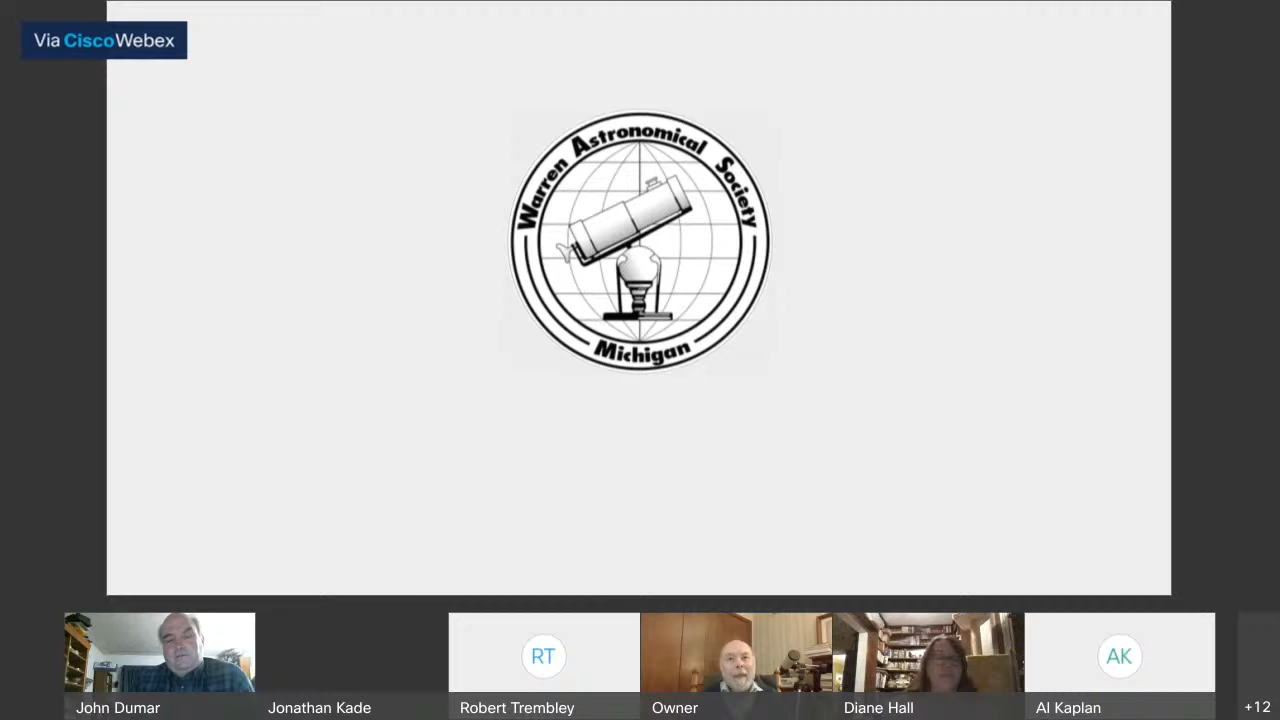 Via CiscoWebex
Warren Astronomical Society
Michigan
RT
AK
John Dumar
Jonathan Kade
Robert Trembley
Owner
Diane Hall
Al Kaplan
+12